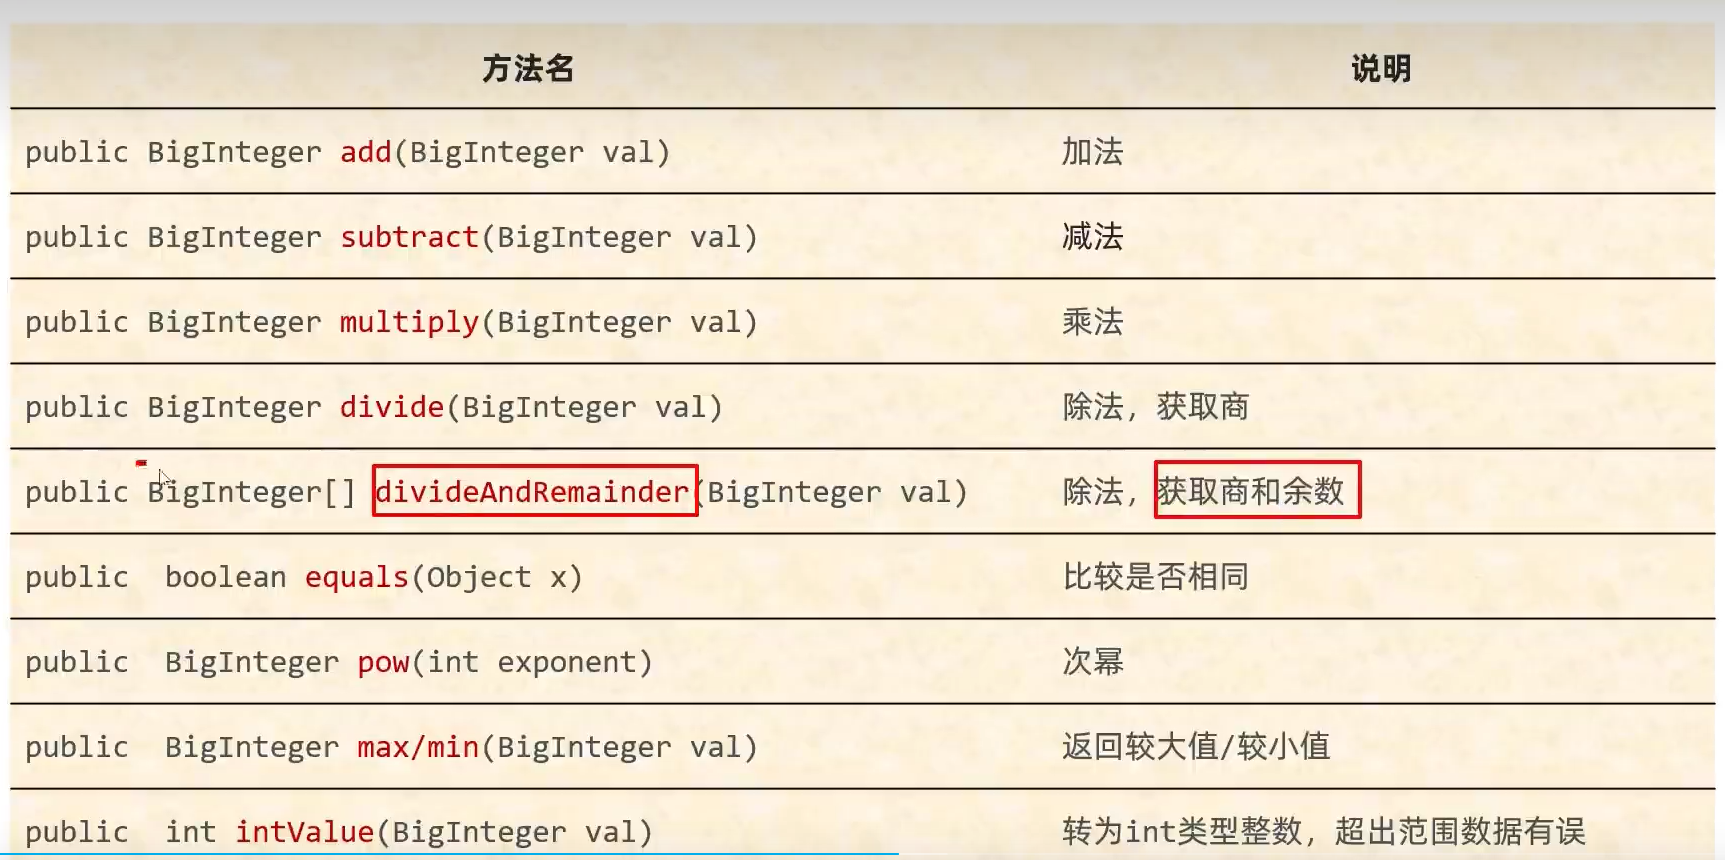 方法名 说明
public BigInteger add(BigInteger val) 加法
public BigInteger subtract(BigInteger val) 减法
public BigInteger multiply(BigInteger val) 乘法
public BigInteger divide(BigInteger val) 除法，获取商
public BigInteger[] divideAndRemainder(BigInteger val) 除法，获取商和余数
public boolean equals(Object x) 比较是否相同
public BigInteger pow(int exponent) 次幂
public BigInteger max/min(BigInteger val) 返回较大值/较小值
public int intValue(BigInteger val) 转为int类型整数，超出范围数据有误